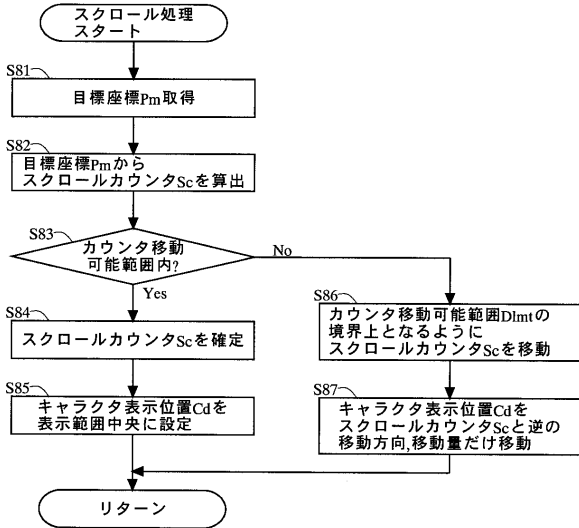 スクロール処理
スタート
S81
目標座標Pm取得
S82
目標座標Pmから
スクロールカウンタScを算出
S83
カウンタ移動
可能範囲内?
No
Yes
S84
スクロールカウンタScを確定
S85
キャラクタ表示位置Cdを
表示範囲中央に設定
S86
カウンタ移動可能範囲Dlmtの
境界上となるように
スクロールカウンタScを移動
S87
キャラクタ表示位置Cdを
スクロールカウンタScと逆の
移動方向,移動量だけ移動
リターン